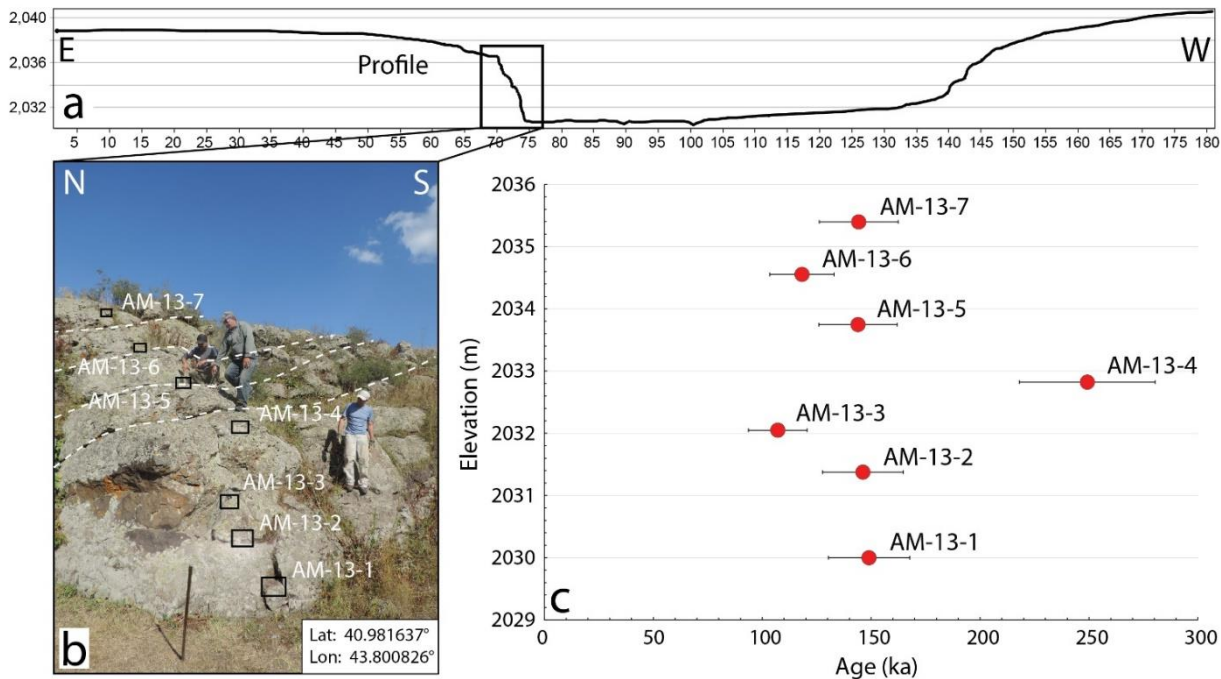 2,040
2,036
2,032
E
W
Profile
a
5 10 15 20 25 30 35 40 45 50 55 60 65 70 75 80 85 90 95 100 105 110 115 120 125 130 135 140 145 150 155 160 165 170 175 180
N
S
AM-13-7
AM-13-6
AM-13-5
AM-13-4
AM-13-3
AM-13-2
AM-13-1
b
Lat: 40.981637°
Lon: 43.800826°
Elevation (m)
2036
2035
2034
2033
2032
2031
2030
2029
AM-13-7
AM-13-6
AM-13-5
AM-13-4
AM-13-3
AM-13-2
AM-13-1
c
0 50 100 150 200 250 300
Age (ka)